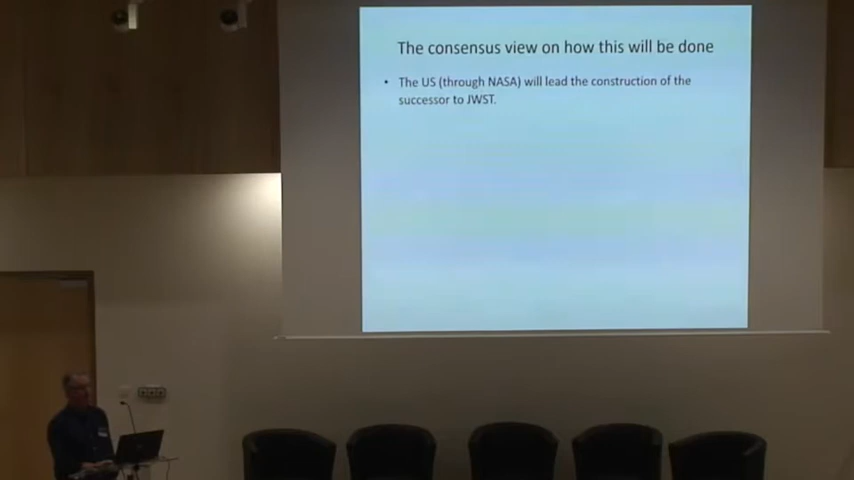 The consensus view on how this will be done
• The US (through NASA) will lead the construction of the
successor to JWST.